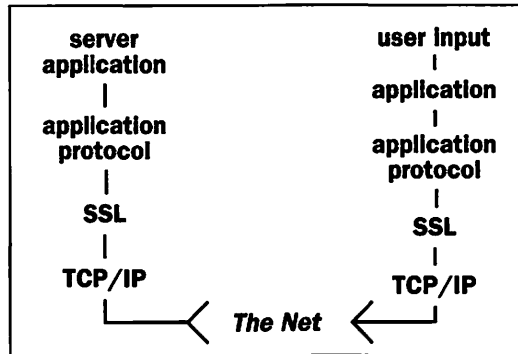 server
application
application
protocol
SSL
TCP/IP
user input
application
application
protocol
SSL
TCP/IP
The Net